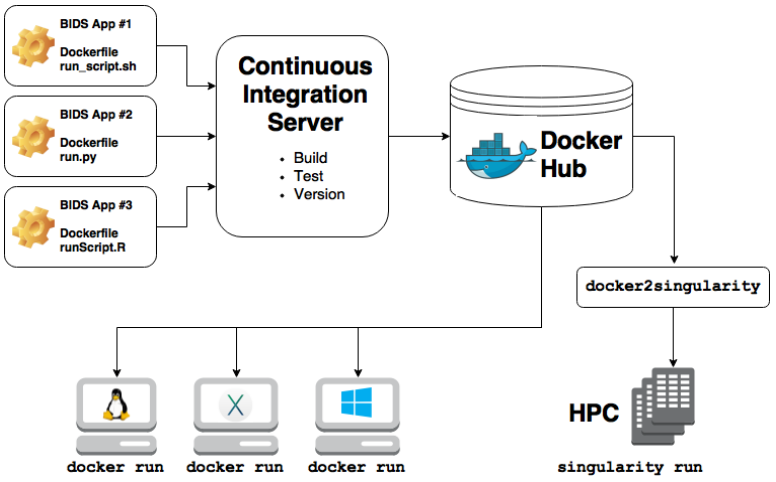 BIDS App #1
Dockerfile
run_script.sh
BIDS App #2
Dockerfile
run.py
BIDS App #3
Dockerfile
runScript.R
Continuous
Integration
Server
• Build
• Test
• Version
Docker
Hub
docker2singularity
HPC
docker run
docker run
docker run
singularity run